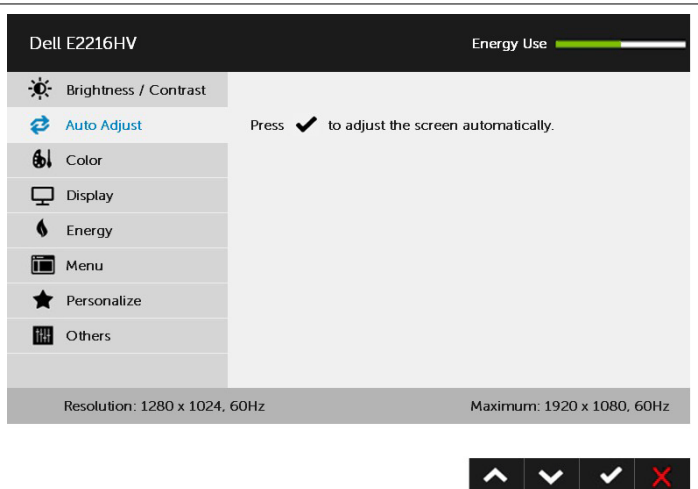 Dell E2216HV
Energy Use
Brightness / Contrast
Auto Adjust
Press ✔ to adjust the screen automatically.
Color
Display
Energy
Menu
Personalize
Others
Resolution: 1280 x 1024, 60Hz
Maximum: 1920 x 1080, 60Hz